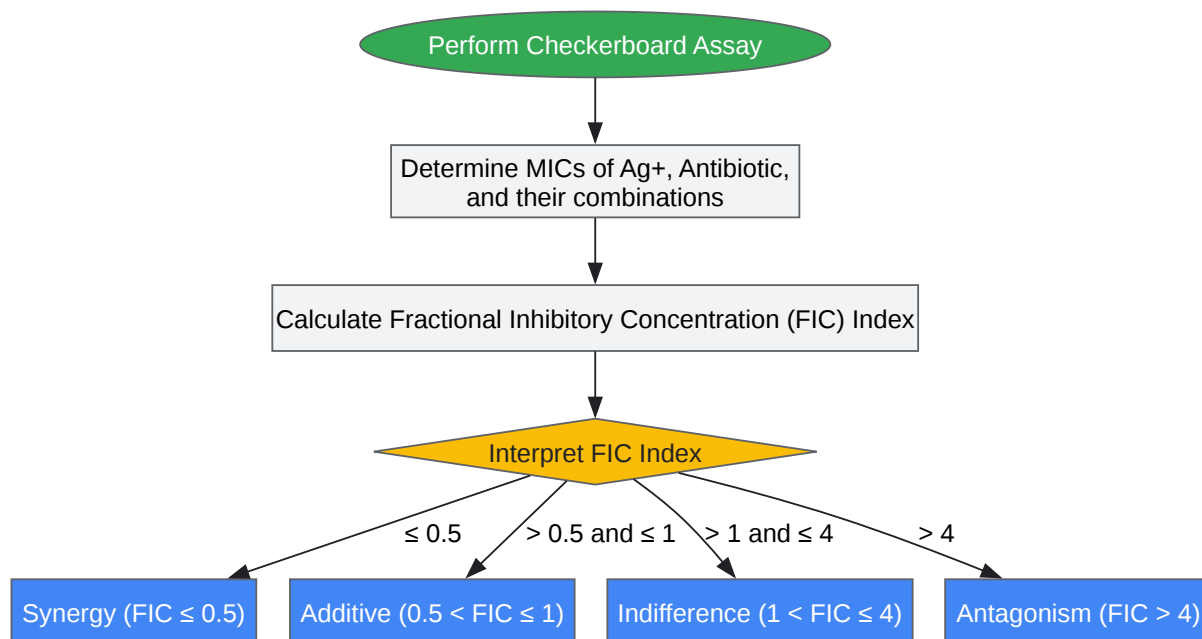 Perform Checkerboard Assay
Determine MICs of Ag+, Antibiotic,
and their combinations
Calculate Fractional Inhibitory Concentration (FIC) Index
Interpret FIC Index
≤ 0.5
> 0.5 and ≤ 1
> 1 and ≤ 4
> 4
Synergy (FIC ≤ 0.5)
Additive (0.5 < FIC ≤ 1)
Indifference (1 < FIC ≤ 4)
Antagonism (FIC > 4)